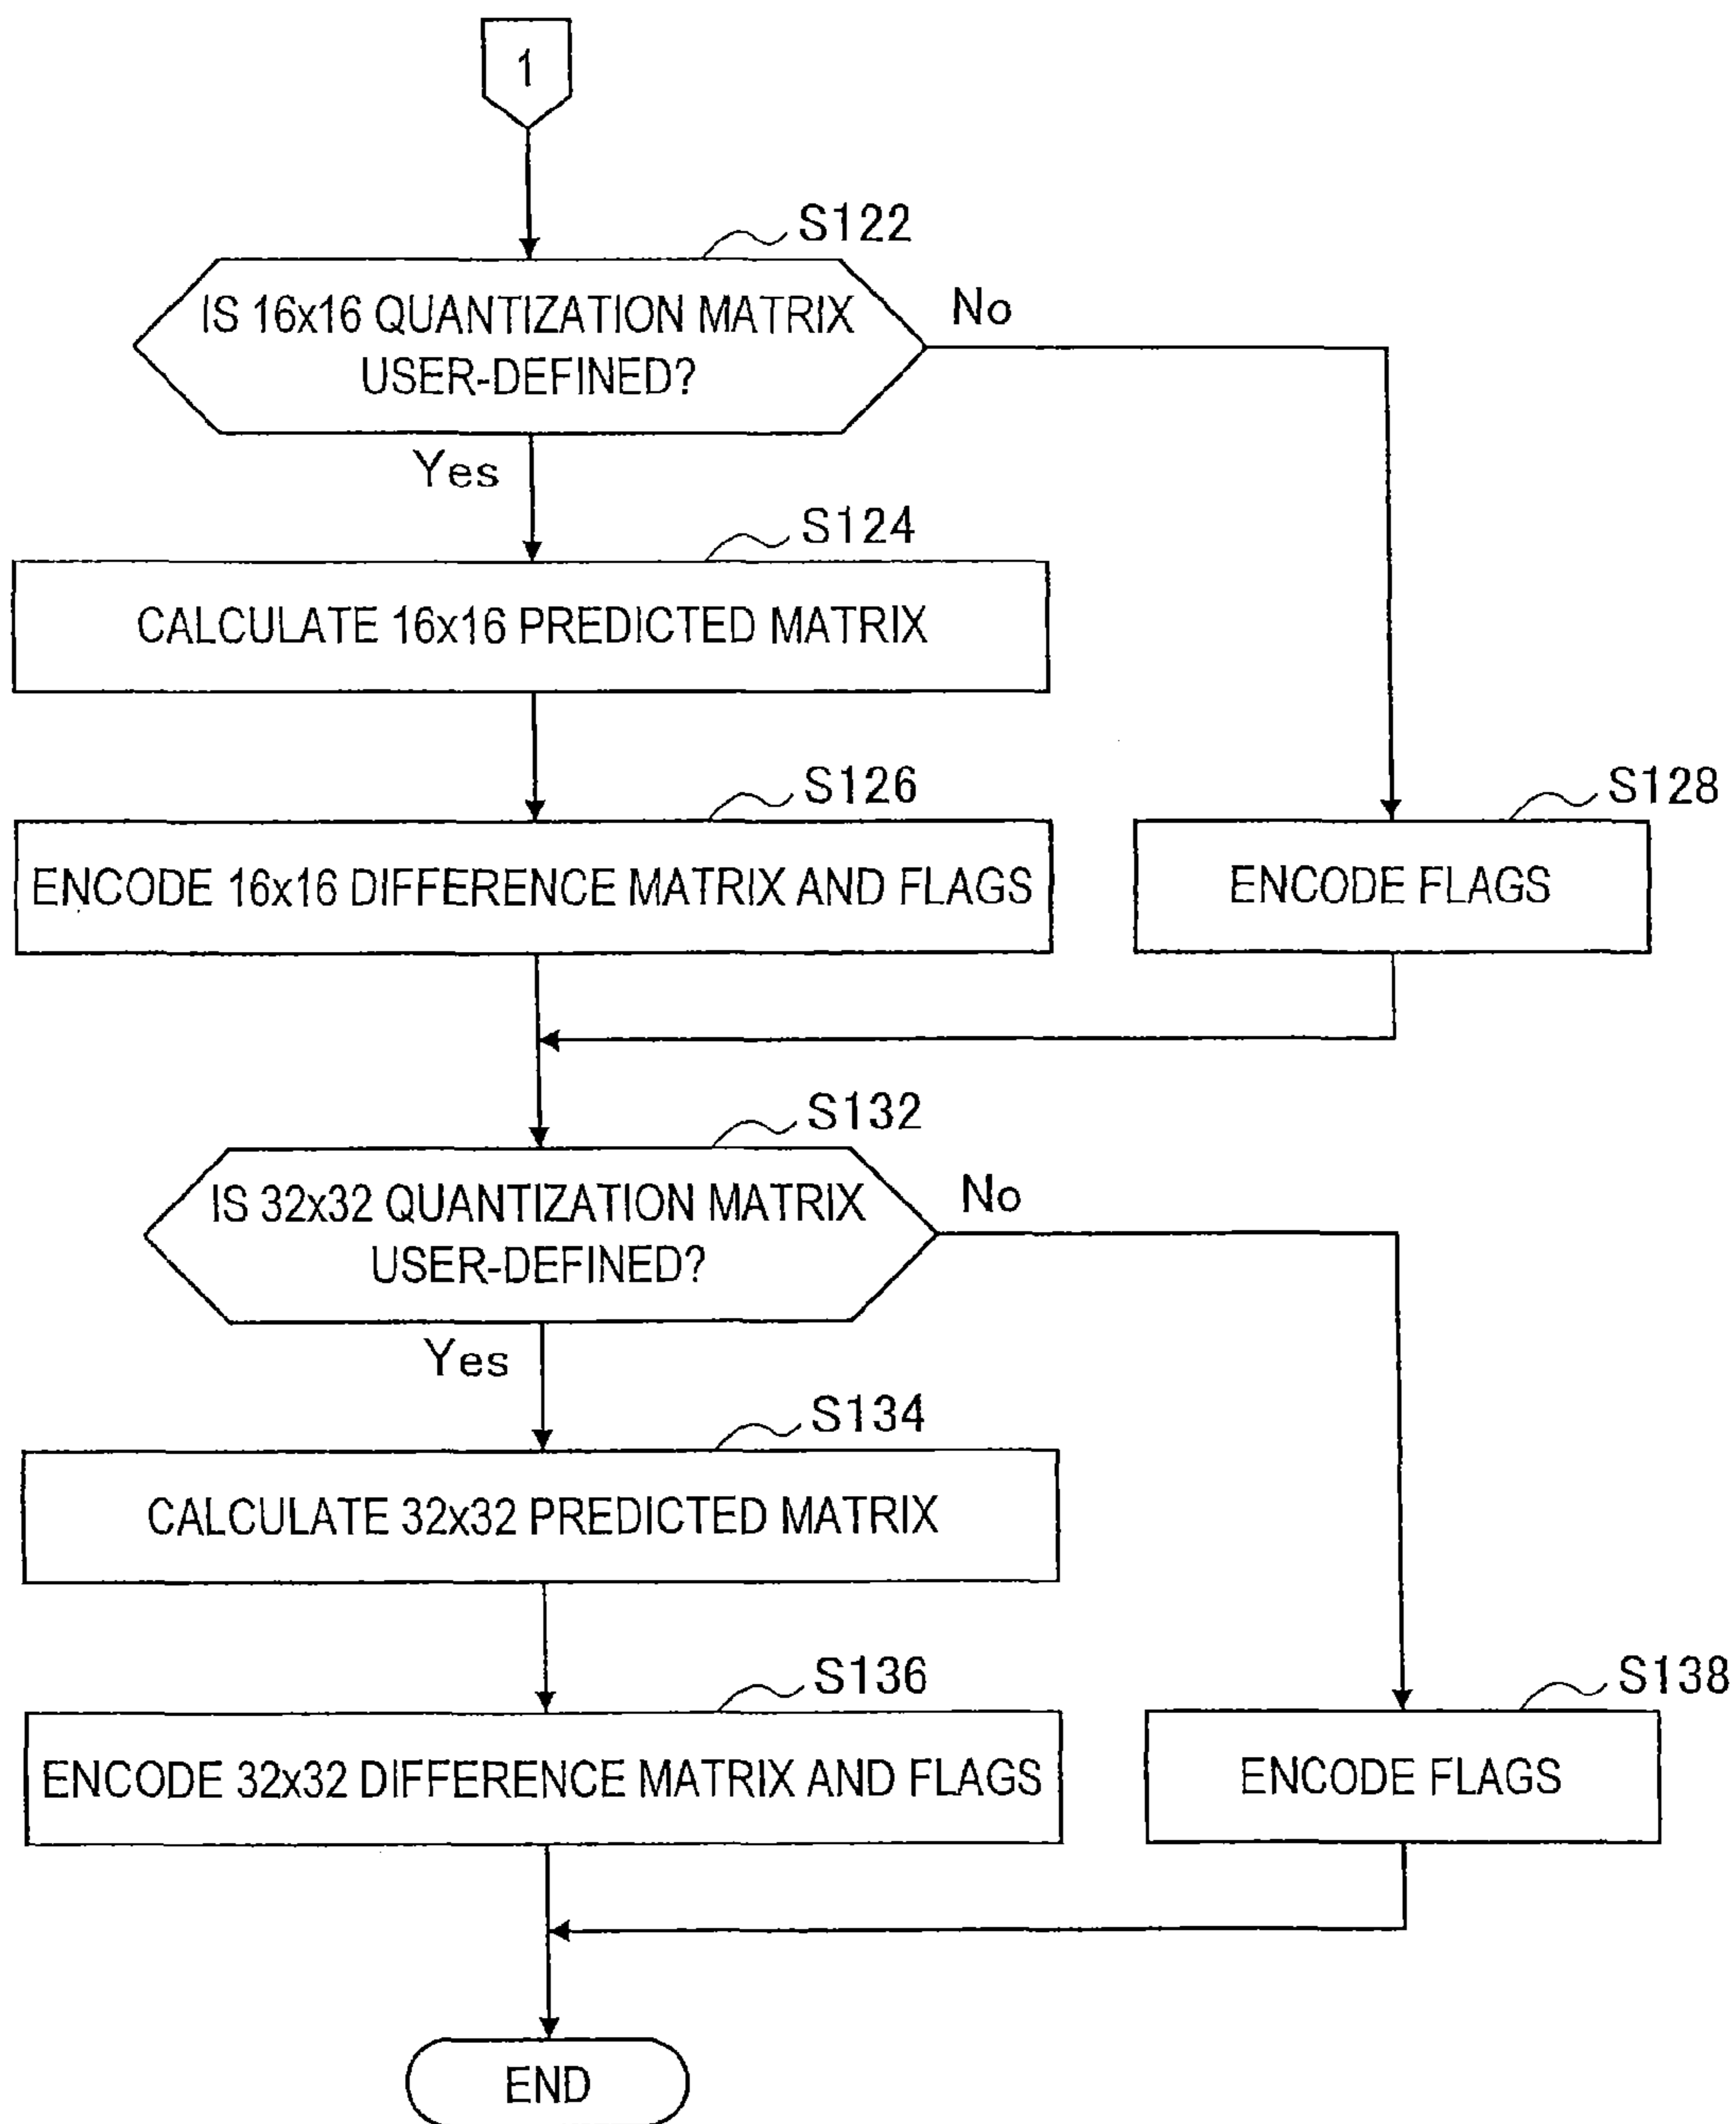 1
S122
IS 16x16 QUANTIZATION MATRIX
USER-DEFINED?
No
Yes
S124
CALCULATE 16x16 PREDICTED MATRIX
S126
ENCODE 16x16 DIFFERENCE MATRIX AND FLAGS
S128
ENCODE FLAGS
S132
IS 32x32 QUANTIZATION MATRIX
USER-DEFINED?
No
Yes
S134
CALCULATE 32x32 PREDICTED MATRIX
S136
ENCODE 32x32 DIFFERENCE MATRIX AND FLAGS
S138
ENCODE FLAGS
END